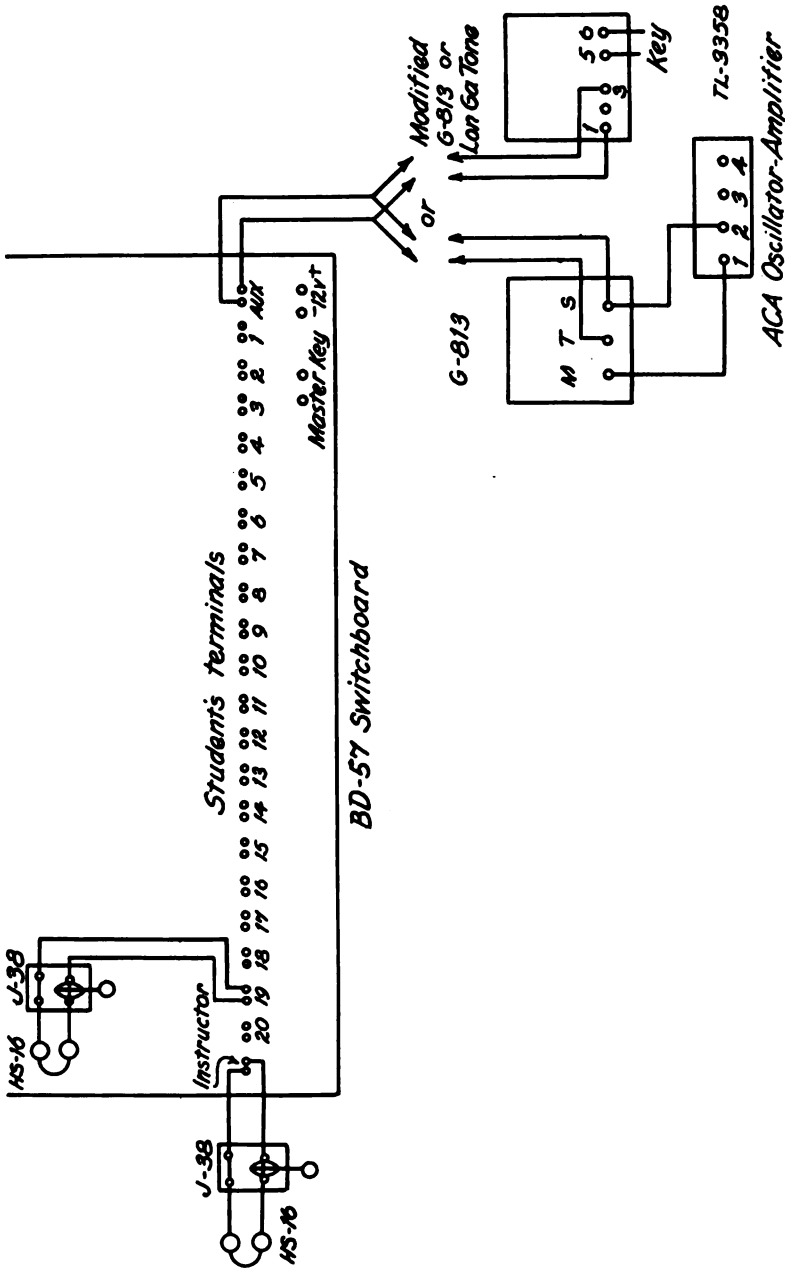 HS-16
J-38
J-38
Instructor
Students terminals
20 19 18 17 16 15 14 13 12 11 10 9 8 7 6 5 4 3 2 1 AUX
HS-16
Master Key -12V+
BD-57 Switchboard
or
Modified
G-813 or
Lon Ga Tone
G-813
M T S
1 3 5 6
Key
1 2 3 4
TL-3358
ACA Oscillator-Amplifier